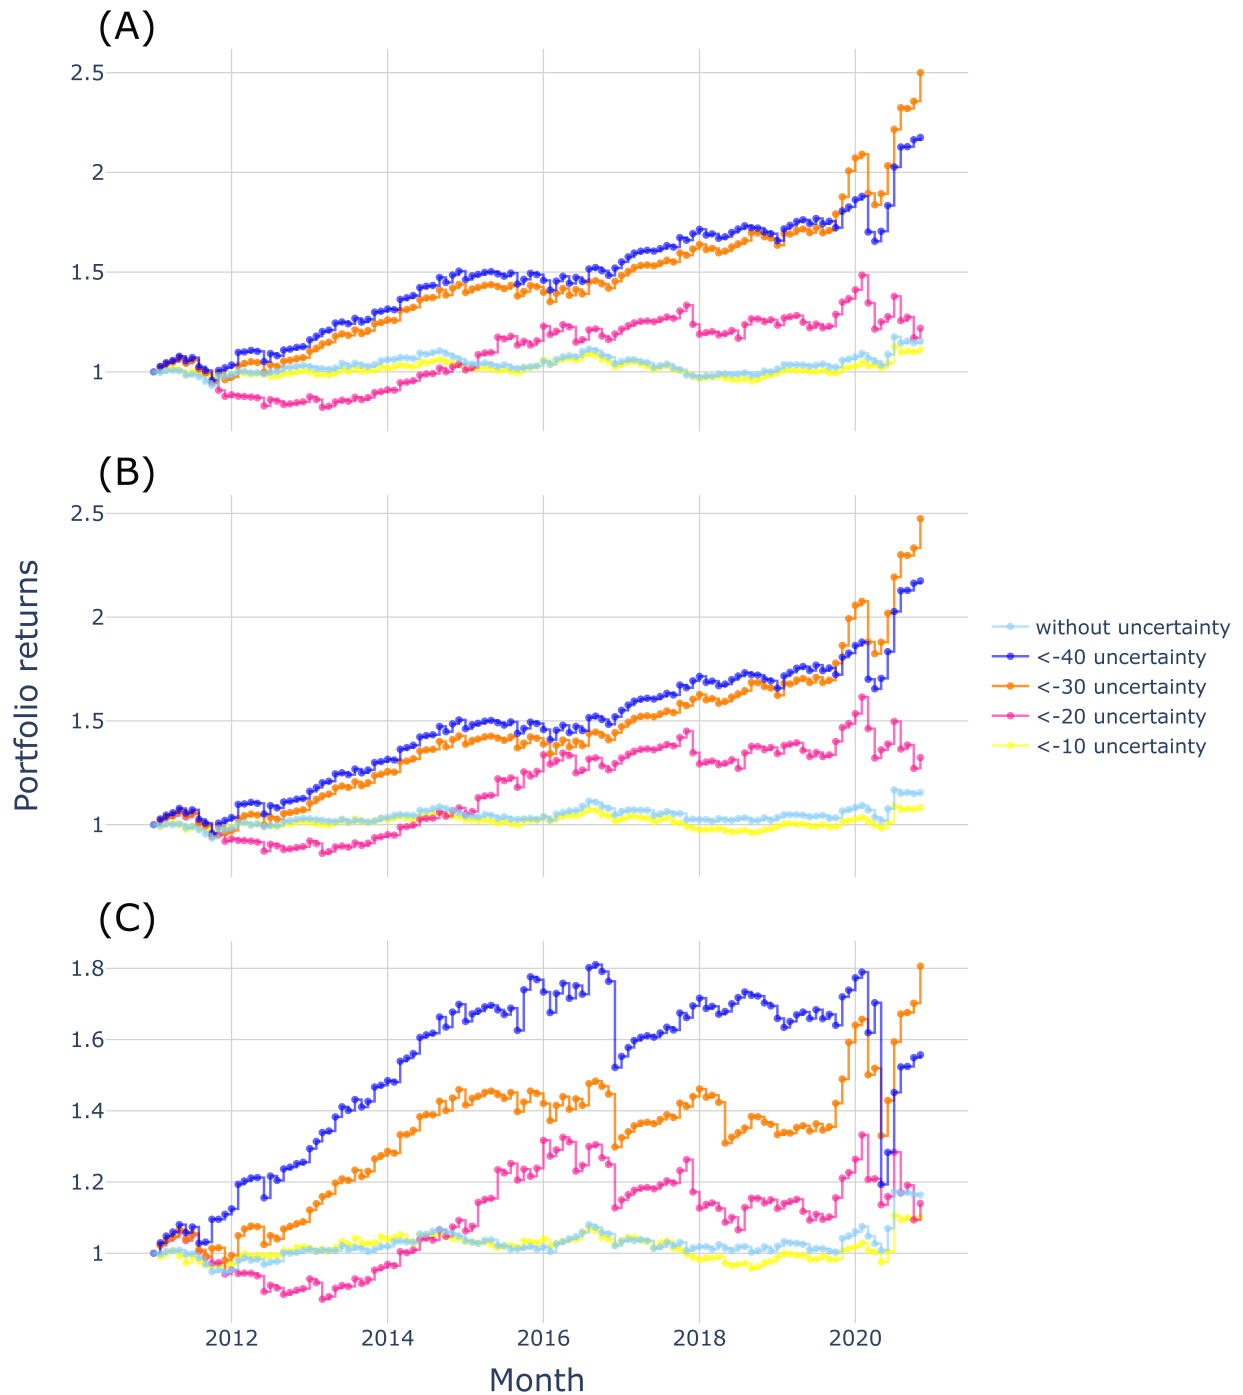 (A)
2.5
2
1.5
1
(B)
2.5
2
1.5
1
Portfolio returns
without uncertainty
<-40 uncertainty
<-30 uncertainty
<-20 uncertainty
<-10 uncertainty
(C)
1.8
1.6
1.4
1.2
1
2012 2014 2016 2018 2020
Month